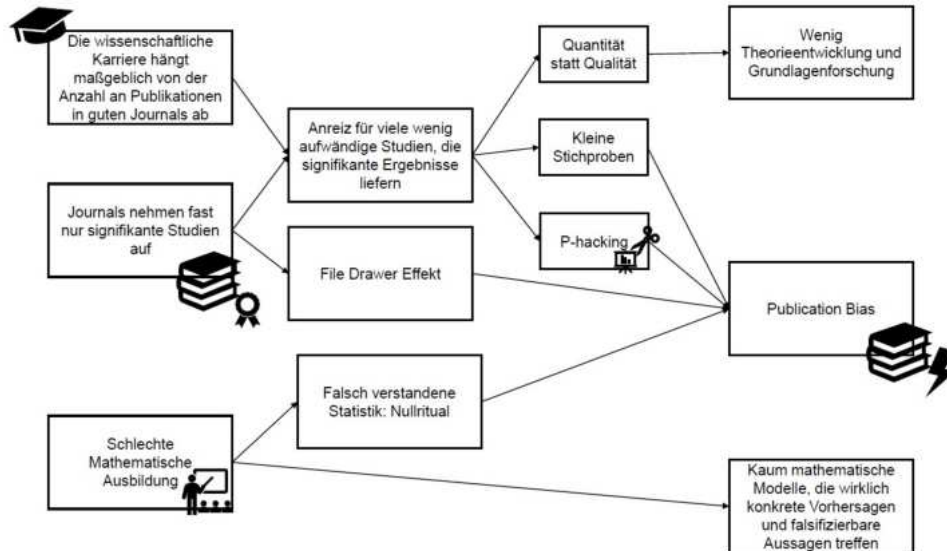 Die wissenschaftliche
Karriere hängt
maßgeblich von der
Anzahl an Publikationen
in guten Journals ab
Journals nehmen fast
nur signifikante Studien
auf
Schlechte
Mathematische
Ausbildung
Anreiz für viele wenig
aufwändige Studien, die
signifikante Ergebnisse
liefern
File Drawer Effekt
Falsch verstandene
Statistik: Nullritual
Quantität
statt Qualität
Kleine
Stichproben
P-hacking
Wenig
Theorieentwicklung und
Grundlagenforschung
Publication Bias
Kaum mathematische
Modelle, die wirklich
konkrete Vorhersagen
und falsifizierbare
Aussagen treffen